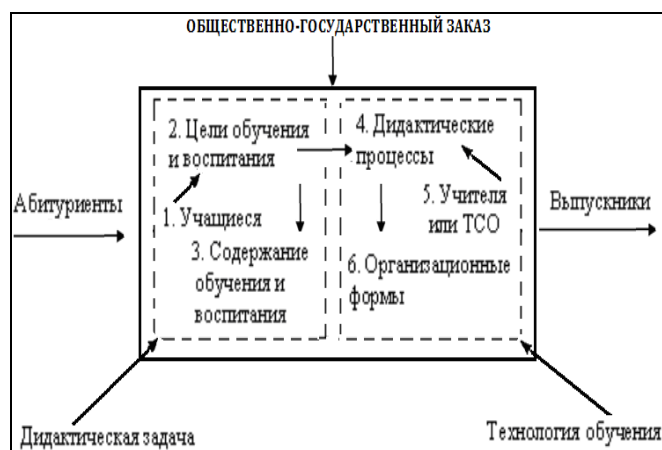 ОБЩЕСТВЕННО-ГОСУДАРСТВЕННЫЙ ЗАКАЗ
2. Цели обучения
и воспитания
4. Дидактические
процессы
Абитуриенты
1. Учащиеся
3. Содержание
обучения и
воспитания
5. Учителя
или ТСО
6. Организационные
формы
Выпускники
Дидактическая задача
Технология обучения